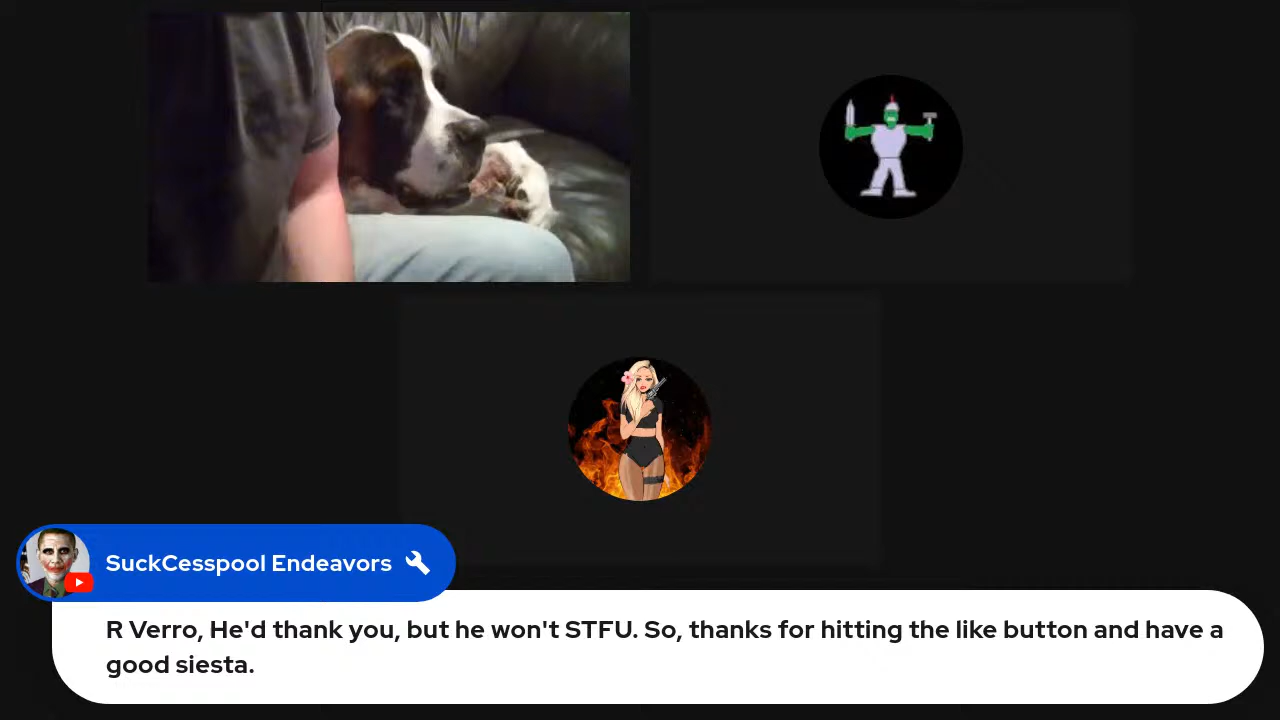 SuckCesspool Endeavors
R Verro, He'd thank you, but he won't STFU. So, thanks for hitting the like button and have a
good siesta.